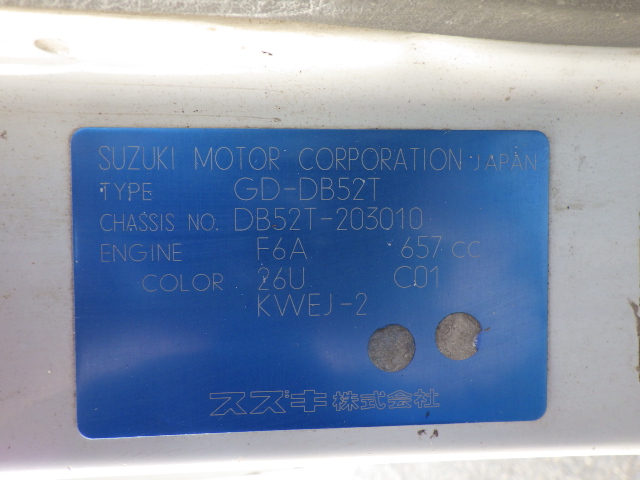 SUZUKI MOTOR CORPORATION JAPAN
TYPE GD-DB52T
CHASSIS NO. DB52T-203010
ENGINE F6A 657 cc
COLOR 26U C01
KWEJ-2
スズキ株式会社